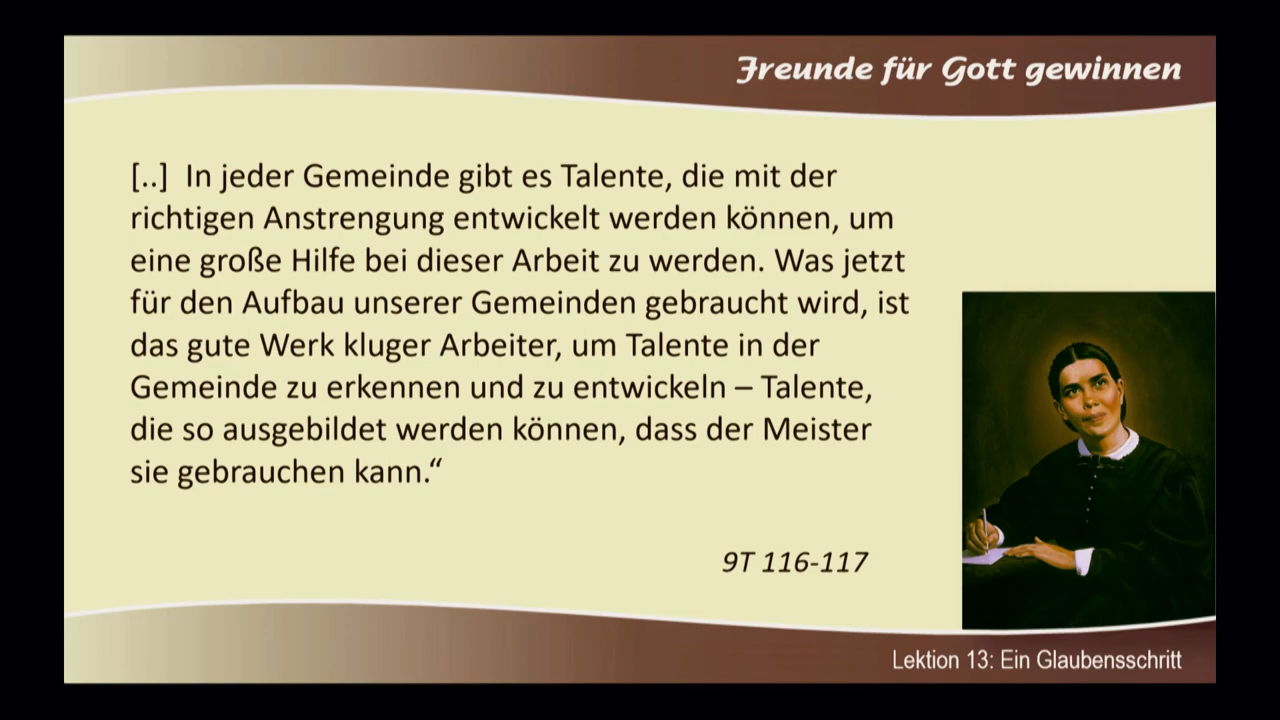 Freunde für Gott gewinnen
[..]  In jeder Gemeinde gibt es Talente, die mit der
richtigen Anstrengung entwickelt werden können, um
eine große Hilfe bei dieser Arbeit zu werden. Was jetzt
für den Aufbau unserer Gemeinden gebraucht wird, ist
das gute Werk kluger Arbeiter, um Talente in der
Gemeinde zu erkennen und zu entwickeln – Talente,
die so ausgebildet werden können, dass der Meister
sie gebrauchen kann.“
9T 116-117
Lektion 13: Ein Glaubensschritt